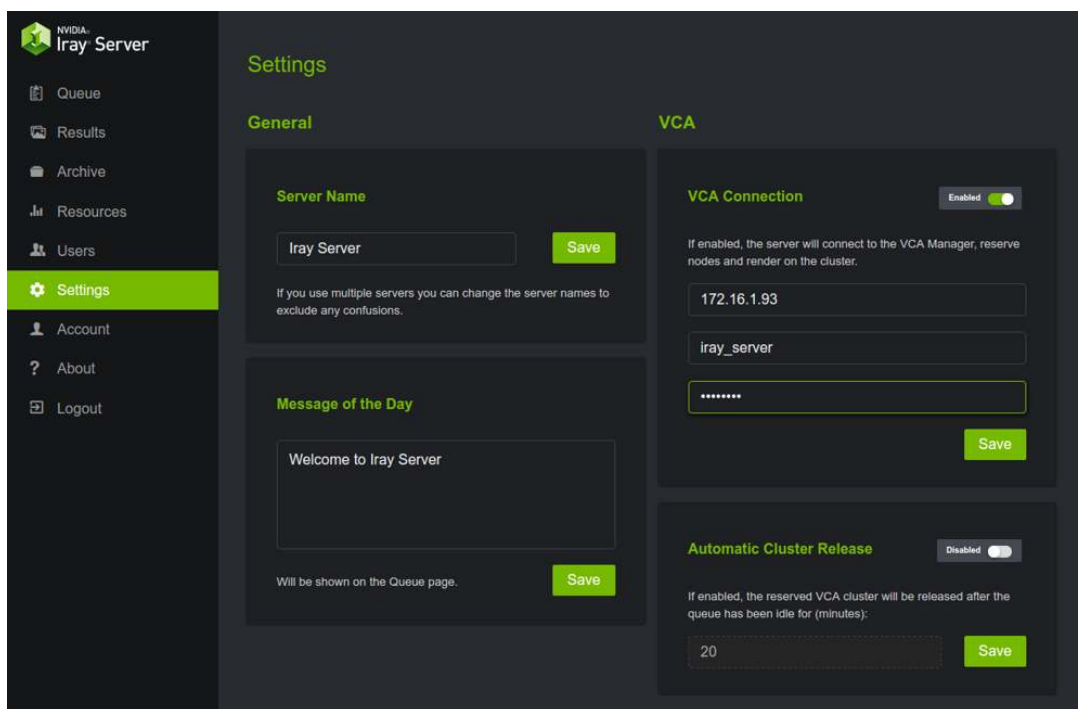 NVIDIA.
Iray Server
Queue
Results
Archive
Resources
Users
Settings
Account
? About
Logout
Settings
General
Server Name
Iray Server
Save
If you use multiple servers you can change the server names to
exclude any confusions.
Message of the Day
Welcome to Iray Server
Will be shown on the Queue page.
Save
VCA
VCA Connection
Enabled
If enabled, the server will connect to the VCA Manager, reserve
nodes and render on the cluster.
172.16.1.93
iray_server
••••••••
Save
Automatic Cluster Release
Disabled
If enabled, the reserved VCA cluster will be released after the
queue has been idle for (minutes):
20
Save